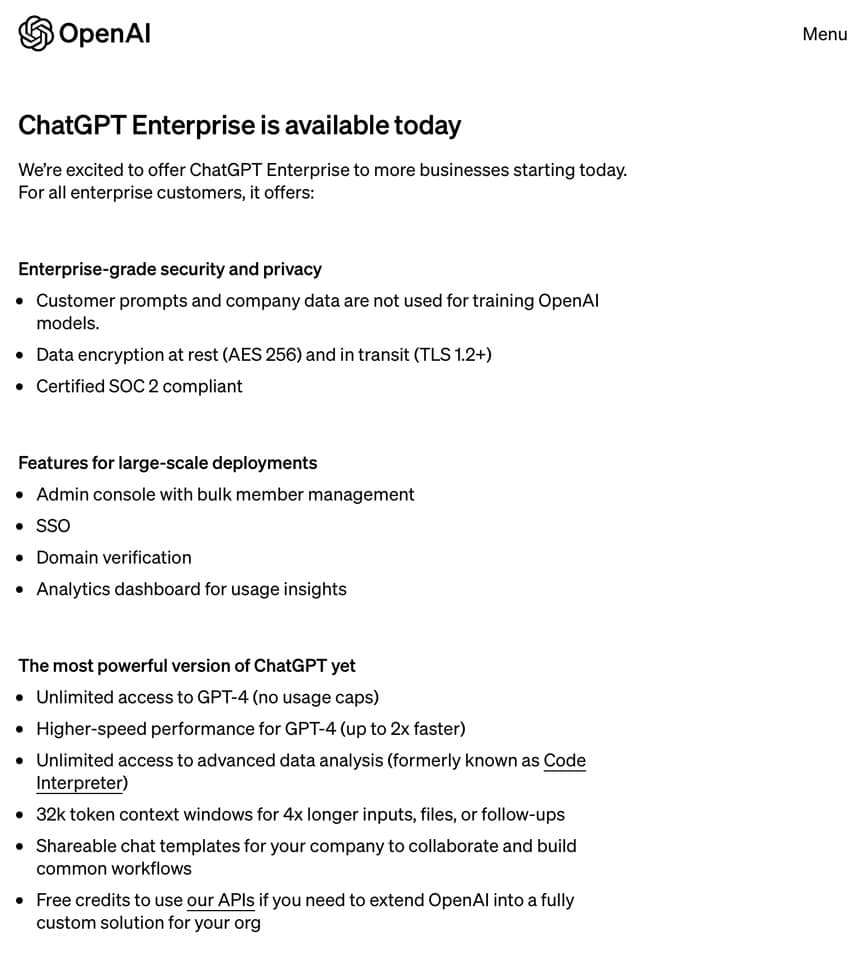 OpenAI
Menu
ChatGPT Enterprise is available today
We’re excited to offer ChatGPT Enterprise to more businesses starting today.
For all enterprise customers, it offers:
Enterprise-grade security and privacy
• Customer prompts and company data are not used for training OpenAI
models.
• Data encryption at rest (AES 256) and in transit (TLS 1.2+)
• Certified SOC 2 compliant
Features for large-scale deployments
• Admin console with bulk member management
• SSO
• Domain verification
• Analytics dashboard for usage insights
The most powerful version of ChatGPT yet
• Unlimited access to GPT-4 (no usage caps)
• Higher-speed performance for GPT-4 (up to 2x faster)
• Unlimited access to advanced data analysis (formerly known as Code
Interpreter)
• 32k token context windows for 4x longer inputs, files, or follow-ups
• Shareable chat templates for your company to collaborate and build
common workflows
• Free credits to use our APIs if you need to extend OpenAI into a fully
custom solution for your org